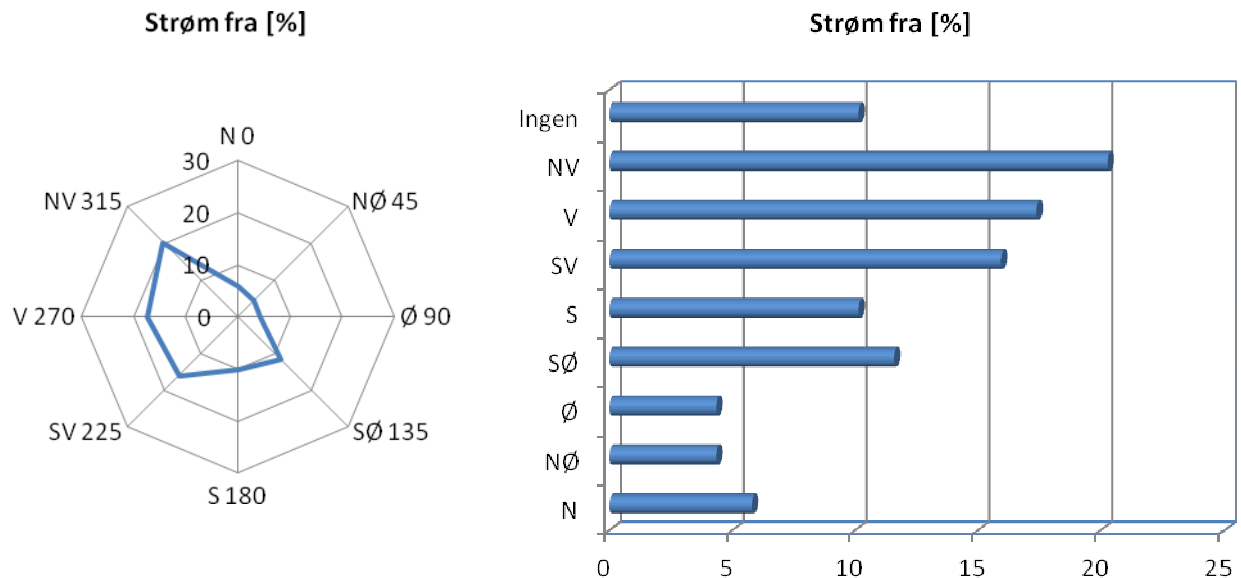 Strøm fra [%]
N 0
30
NV 315
NØ 45
20
10
V 270
0
Ø 90
SV 225
SØ 135
S 180
Strøm fra [%]
Ingen
NV
V
SV
S
SØ
Ø
NØ
N
0 5 10 15 20 25